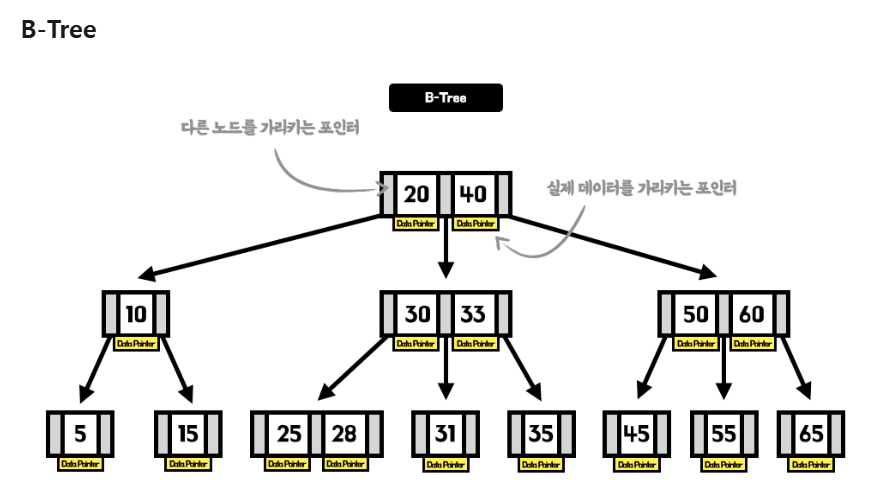 B-Tree
B-Tree
다른 노드를 가리키는 포인터
실제 데이터를 가리키는 포인터
20 40
Data Pointer Data Pointer
10 30 33 50 60
Data Pointer Data Pointer Data Pointer Data Pointer Data Pointer
5 15 25 28 31 35 45 55 65
Data Pointer Data Pointer Data Pointer Data Pointer Data Pointer Data Pointer Data Pointer Data Pointer Data Pointer